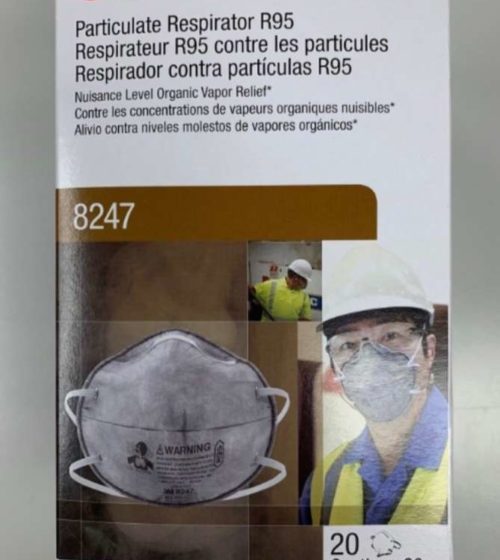 Particulate Respirator R95
Respirateur R95 contre les particules
Respirador contra partículas R95
Nuisance Level Organic Vapor Relief*
Contre les concentrations de vapeurs organiques nuisibles*
Alivio contra niveles molestos de vapores orgánicos*
8247
WARNING
20